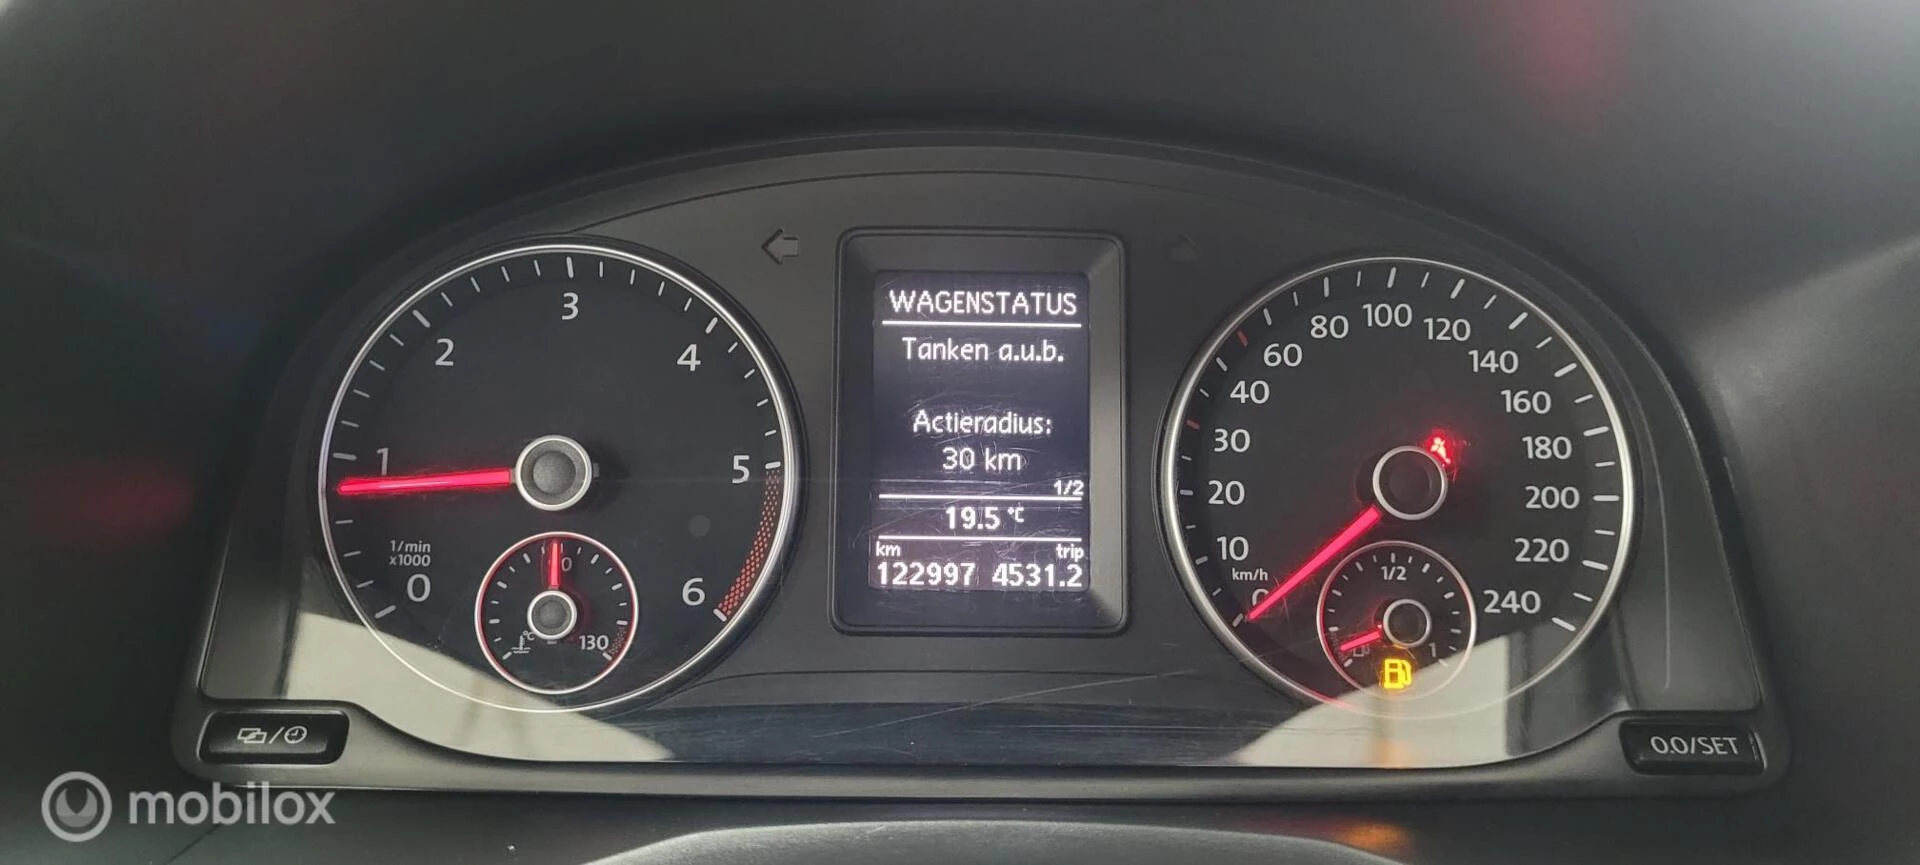 WAGENSTATUS
Tanken a.u.b.
Actieradius:
30 km
1/2
19.5 °C
km trip
122997 4531.2
0 1 2 3 4 5 6
1/min
x1000
°C
130
0 10 20 30 40 60 80 100 120 140 160 180 200 220 240
km/h
1/2
1
0.0/SET
mobilox